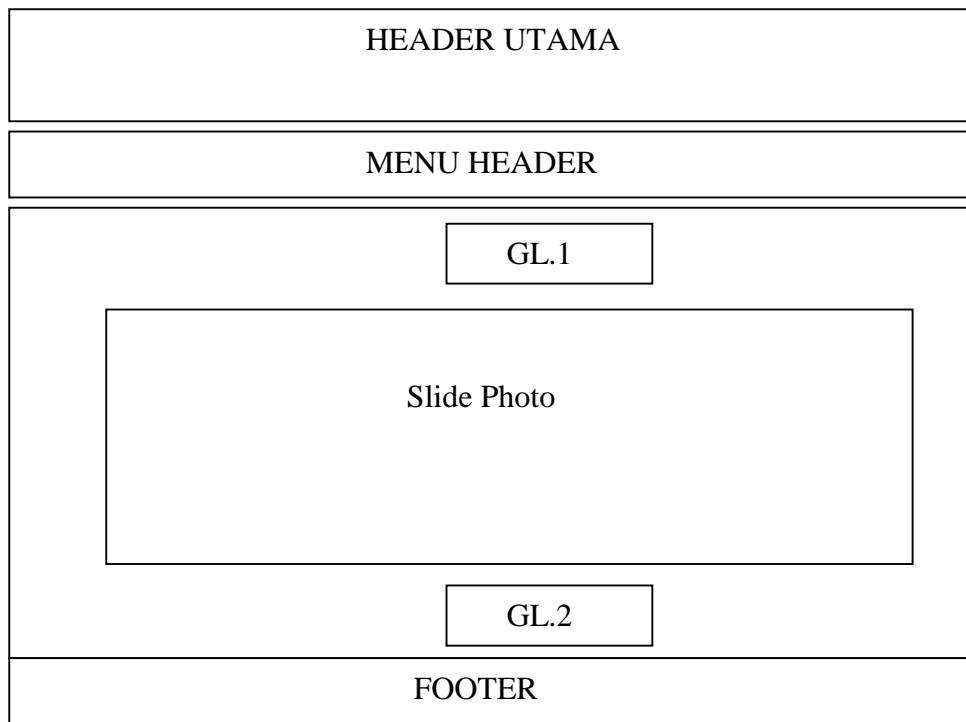 HEADER UTAMA
MENU HEADER
GL.1
Slide Photo
GL.2
FOOTER